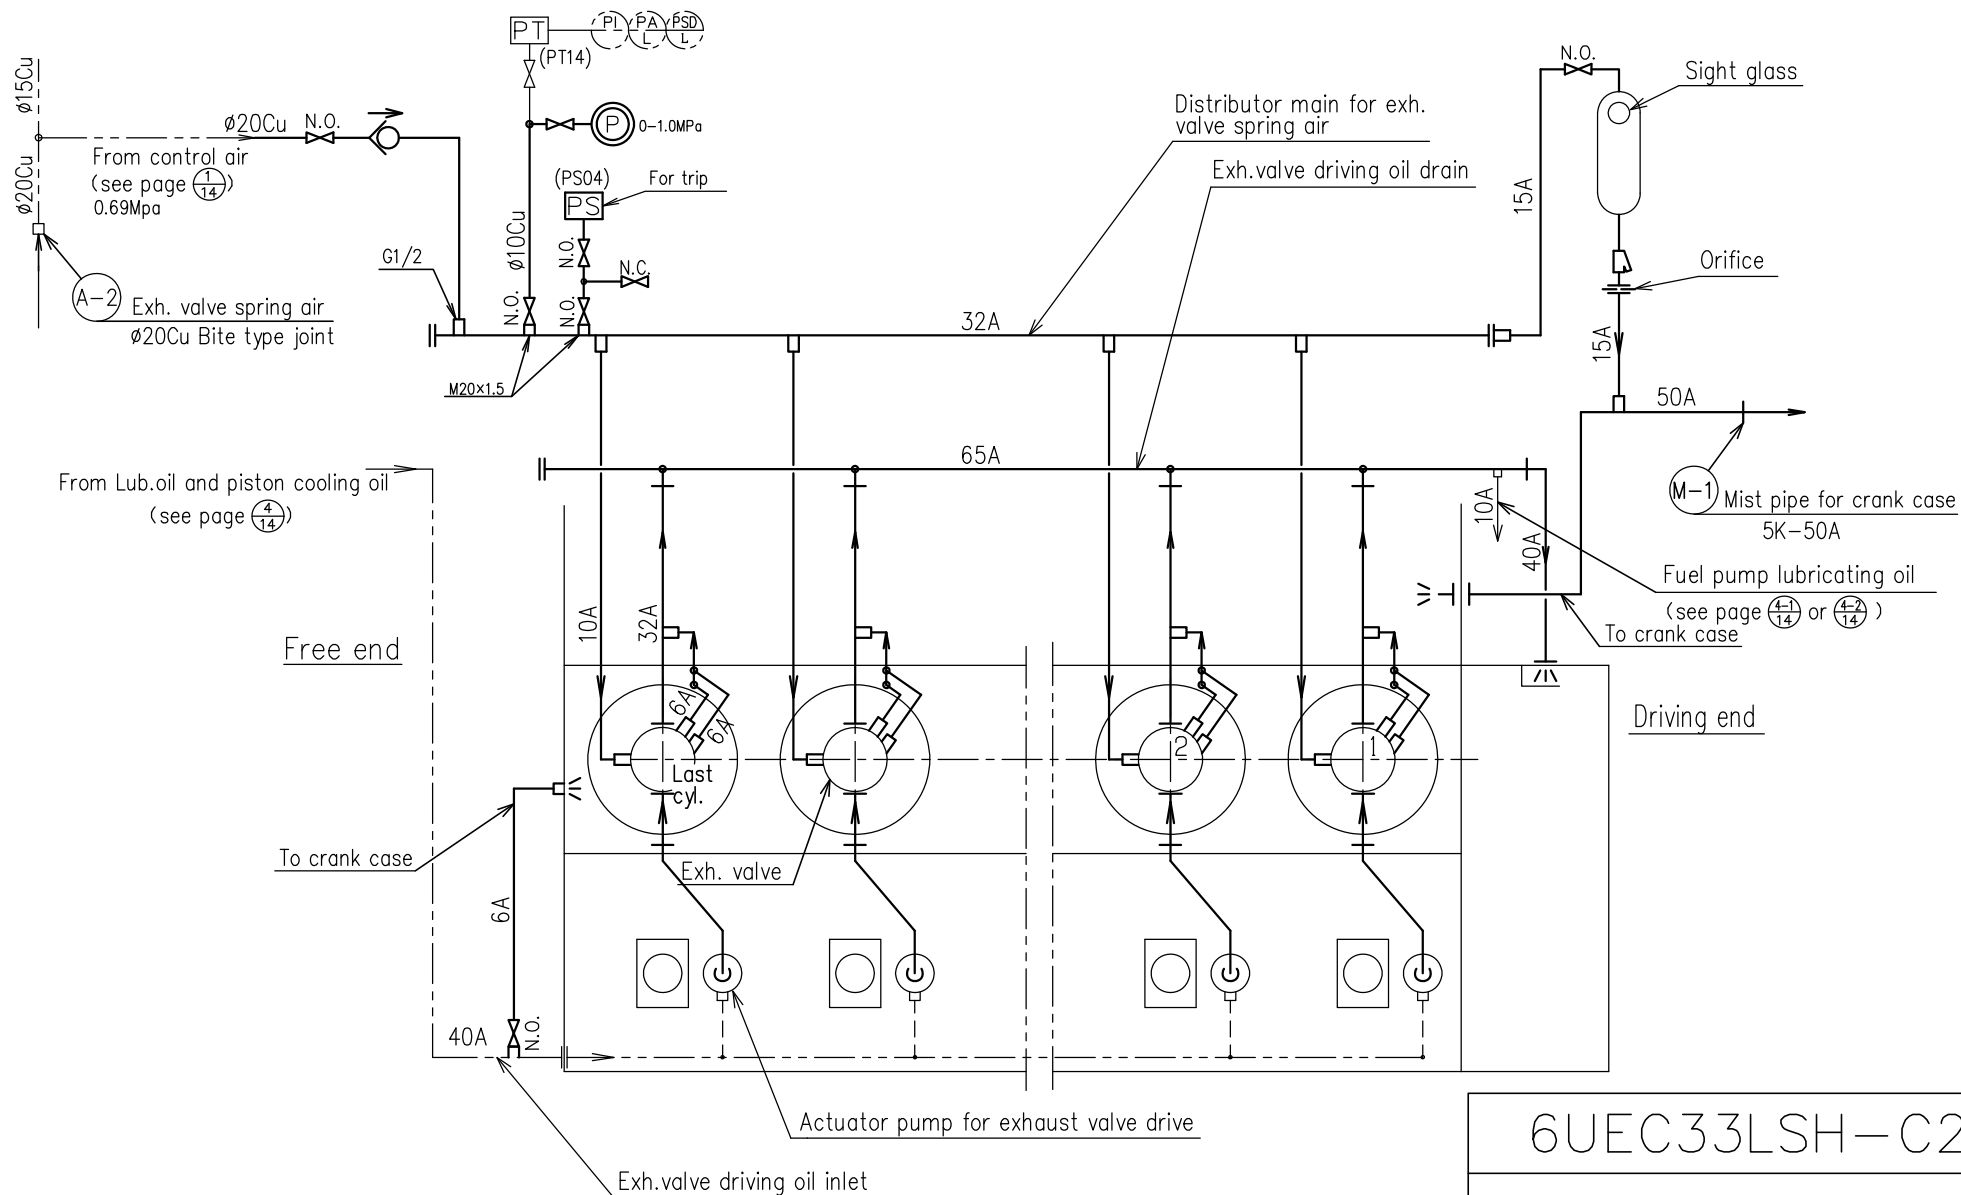 PT
PI
PA
L
PSD
L
(PT14)
ø15Cu
ø20Cu
N.O.
ø20Cu
From control air
(see page 1/14)
0.69Mpa
P
0-1.0MPa
(PS04)
PS
For trip
ø10Cu
N.O.
N.C.
N.O.
N.O.
G1/2
A-2
Exh. valve spring air
ø20Cu Bite type joint
M20×1.5
Distributor main for exh.
valve spring air
Exh.valve driving oil drain
32A
N.O.
Sight glass
15A
Orifice
15A
50A
M-1
Mist pipe for crank case
5K-50A
65A
From Lub.oil and piston cooling oil
(see page 4/14)
10A
40A
Fuel pump lubricating oil
(see page 4-1/14 or 4-2/14 )
To crank case
Free end
10A
32A
6A
6A
Last
cyl.
2
1
Driving end
To crank case
Exh. valve
6A
40A
N.O.
Actuator pump for exhaust valve drive
Exh.valve driving oil inlet
6UEC33LSH-C2